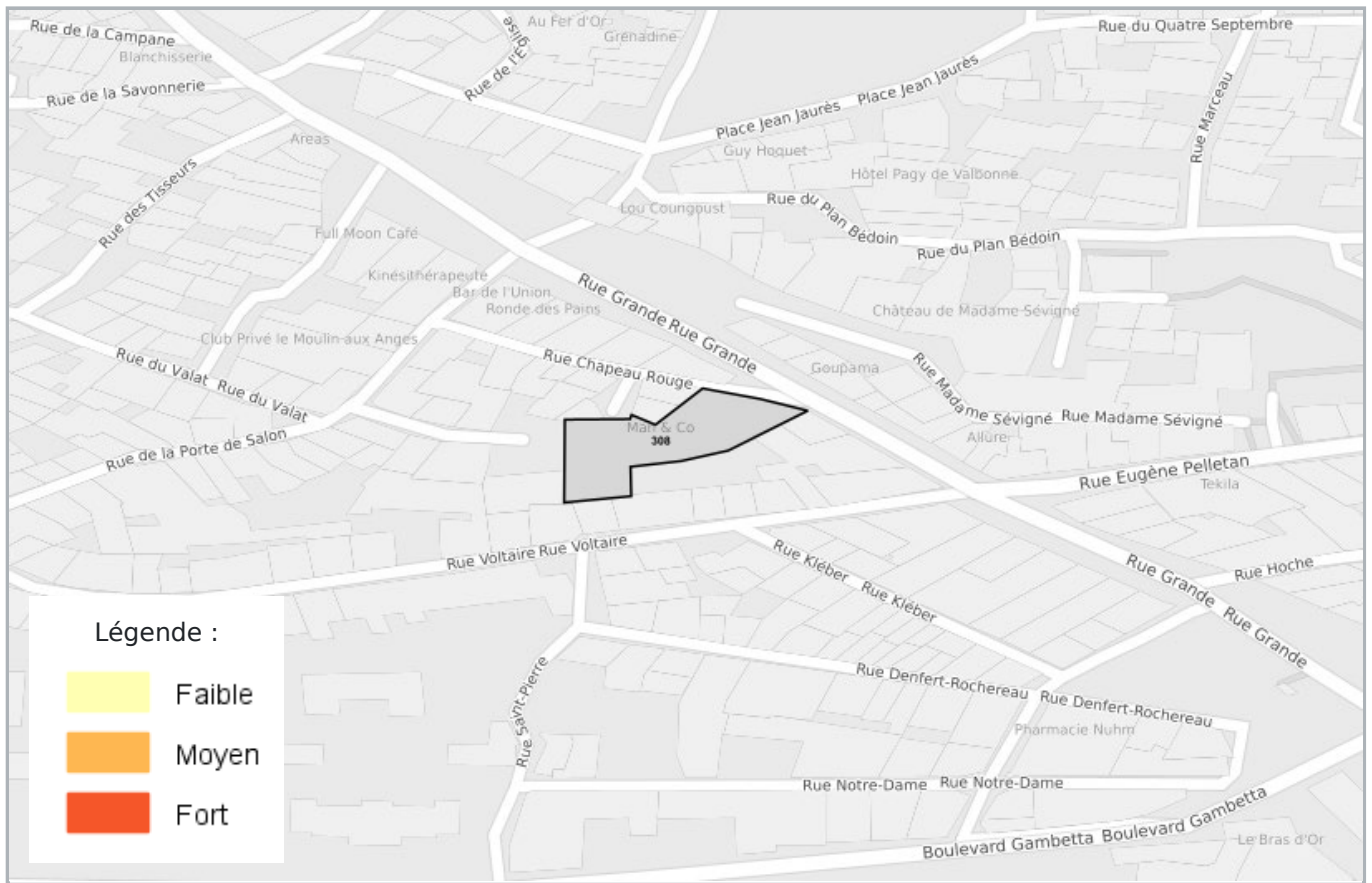 Rue de la Campane
Au Fer d'Or
Grenadine
Rue du Quatre Septembre
Blanchisserie
Rue de l'Eglise
Rue de la Savonnerie
Place Jean Jaurès
Place Jean Jaurès
Rue Marceau
Areas
Guy Hoquet
Hôtel Pagy de Valbonne
Rue des Tisseurs
Lou Coungoust
Rue du Plan Bédoin
Rue du Plan Bédoin
Full Moon Café
Kinésithérapeute
Bar de l'Union
Ronde des Pains
Rue Grande Rue Grande
Château de Madame Sévigné
Club Privé le Moulin aux Anges
Rue Chapeau Rouge
Goupama
Rue du Valat Rue du Valat
Rue Madame Sévigné Rue Madame Sévigné
Man & Co
308
Allure
Rue de la Porte de Salon
Rue Eugène Pelletan
Tekila
Rue Voltaire Rue Voltaire
Rue Kléber Rue Kléber
Rue Grande Rue Grande
Rue Hoche
Légende :
Faible
Moyen
Fort
Rue Saint-Pierre
Rue Denfert-Rochereau Rue Denfert-Rochereau
Pharmacie Nuhm
Rue Notre-Dame Rue Notre-Dame
Boulevard Gambetta Boulevard Gambetta
Le Bras d'Or